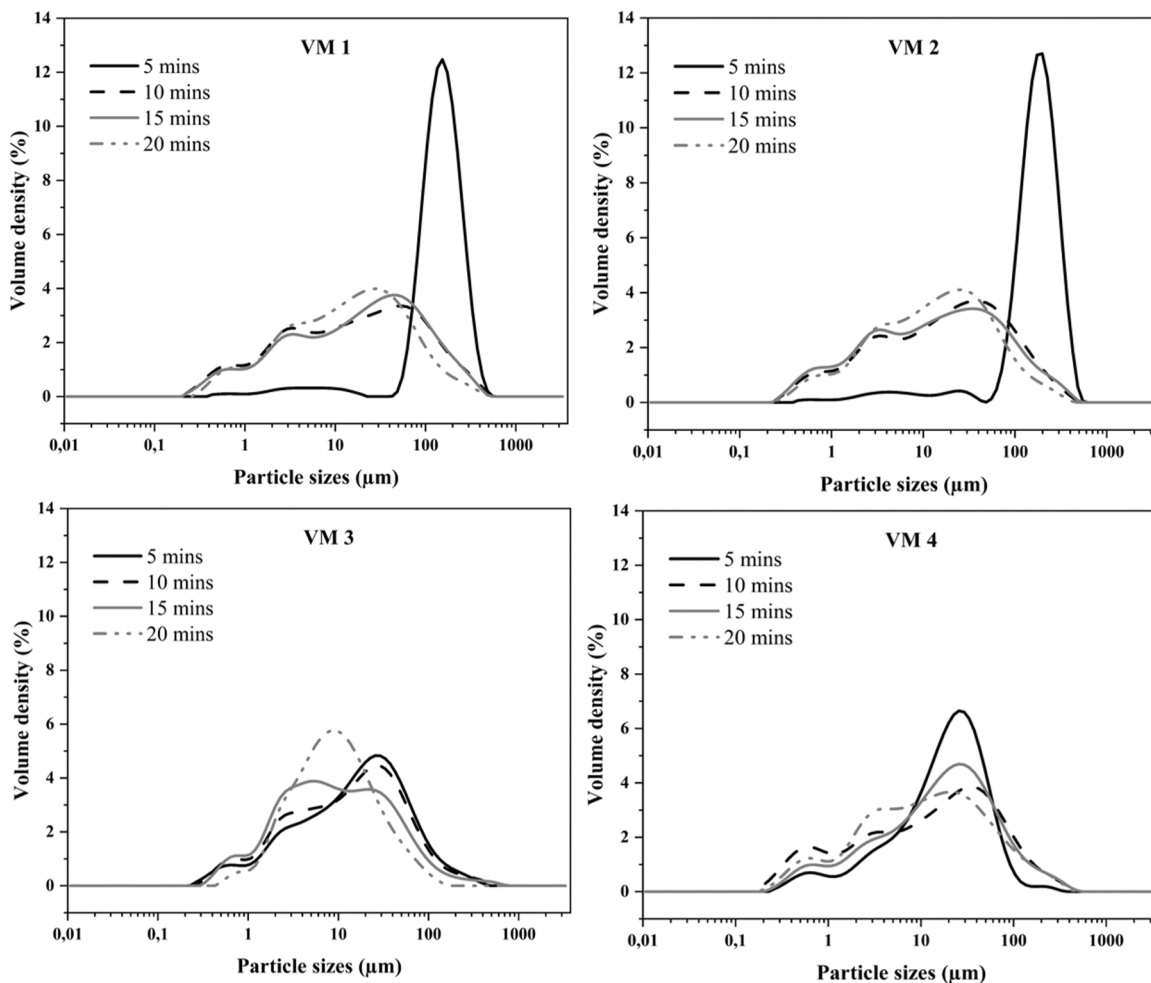 VM 1
5 mins
10 mins
15 mins
20 mins
Volume density (%)
14
12
10
8
6
4
2
0
0,01 0,1 1 10 100 1000
Particle sizes (µm)
VM 2
5 mins
10 mins
15 mins
20 mins
Volume density (%)
14
12
10
8
6
4
2
0
0,01 0,1 1 10 100 1000
Particle sizes (µm)
VM 3
5 mins
10 mins
15 mins
20 mins
Volume density (%)
14
12
10
8
6
4
2
0
0,01 0,1 1 10 100 1000
Particle sizes (µm)
VM 4
5 mins
10 mins
15 mins
20 mins
Volume density (%)
14
12
10
8
6
4
2
0
0,01 0,1 1 10 100 1000
Particle sizes (µm)